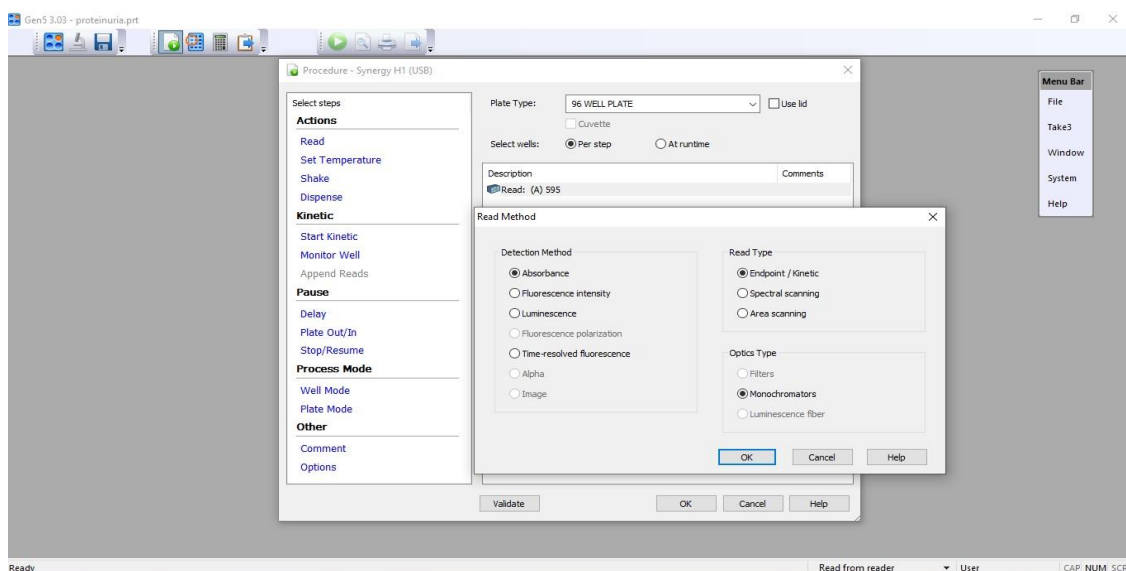 Gen5 3.03 - proteinuria.prt
Procedure - Synergy H1 (USB)
Select steps
Actions
Read
Set Temperature
Shake
Dispense
Kinetic
Start Kinetic
Monitor Well
Append Reads
Pause
Delay
Plate Out/In
Stop/Resume
Process Mode
Well Mode
Plate Mode
Other
Comment
Options
Plate Type: 96 WELL PLATE Use lid
Cuvette
Select wells: Per step At runtime
Description Comments
Read: (A) 595
Read Method
Detection Method
Absorbance
Fluorescence intensity
Luminescence
Fluorescence polarization
Time-resolved fluorescence
Alpha
Image
Read Type
Endpoint / Kinetic
Spectral scanning
Area scanning
Optics Type
Filters
Monochromators
Luminescence fiber
OK Cancel Help
Validate OK Cancel Help
Menu Bar
File
Take3
Window
System
Help
Ready Read from reader User CAP NUM SCR